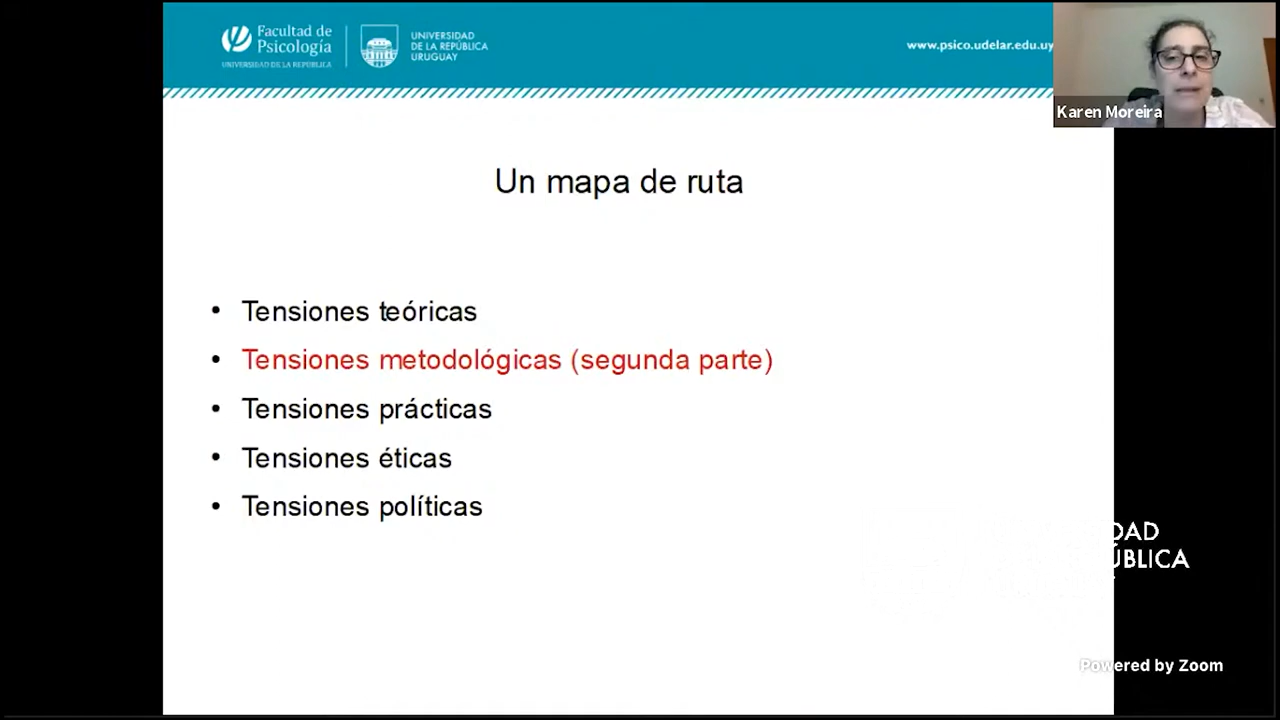 Facultad de
Psicología
UNIVERSIDAD DE LA REPÚBLICA
UNIVERSIDAD
DE LA REPÚBLICA
URUGUAY
www.psico.udelar.edu.uy
Karen Moreira
Un mapa de ruta
• Tensiones teóricas
• Tensiones metodológicas (segunda parte)
• Tensiones prácticas
• Tensiones éticas
• Tensiones políticas
DAD
ÚBLICA
Powered by Zoom